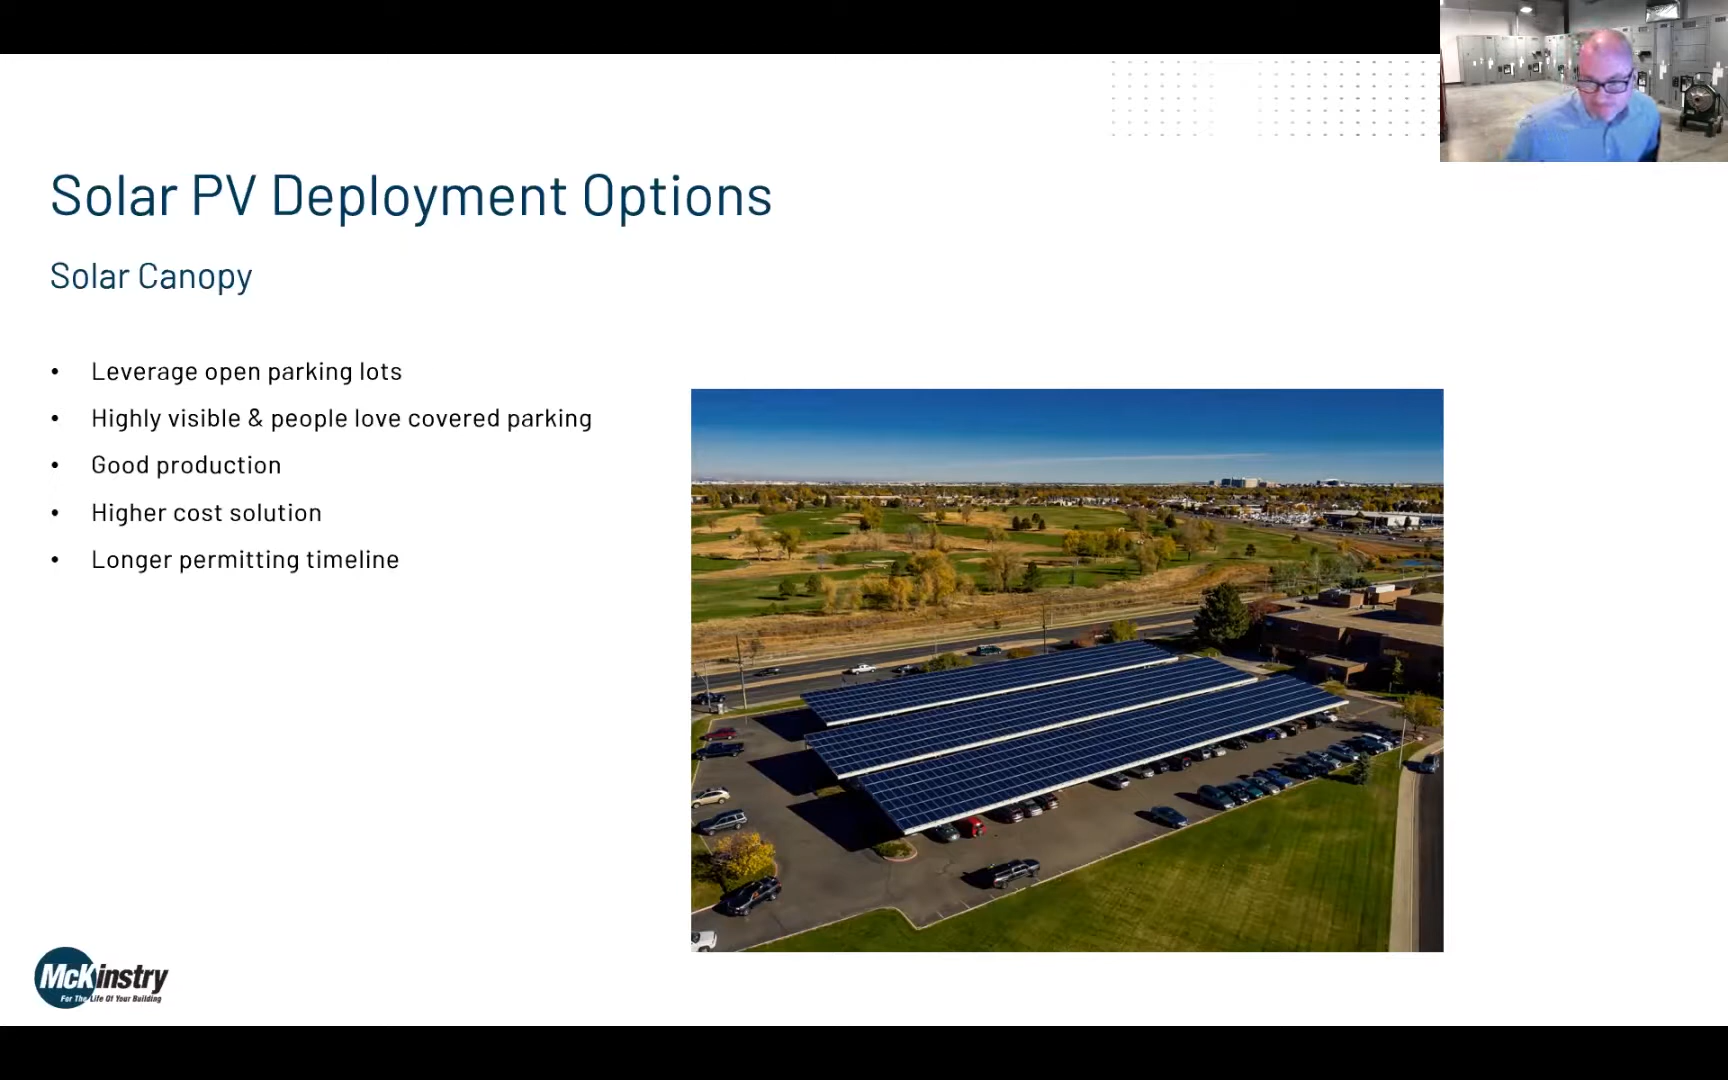 Solar PV Deployment Options
Solar Canopy
• Leverage open parking lots
• Highly visible & people love covered parking
• Good production
• Higher cost solution
• Longer permitting timeline
McKinstry
For The Life Of Your Building